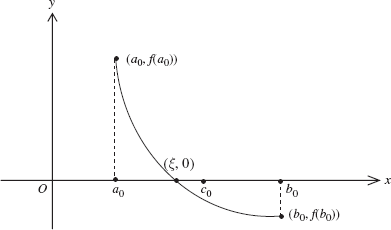 y
(a₀, f(a₀))
(ξ, 0)
O
a₀
c₀
b₀
x
(b₀, f(b₀))